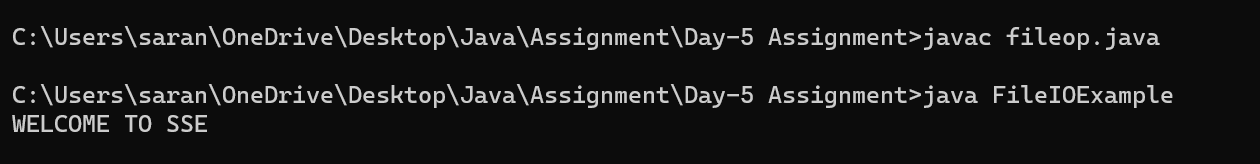 C:\Users\saran\OneDrive\Desktop\Java\Assignment\Day-5 Assignment>javac fileop.java
C:\Users\saran\OneDrive\Desktop\Java\Assignment\Day-5 Assignment>java FileIOExample
WELCOME TO SSE